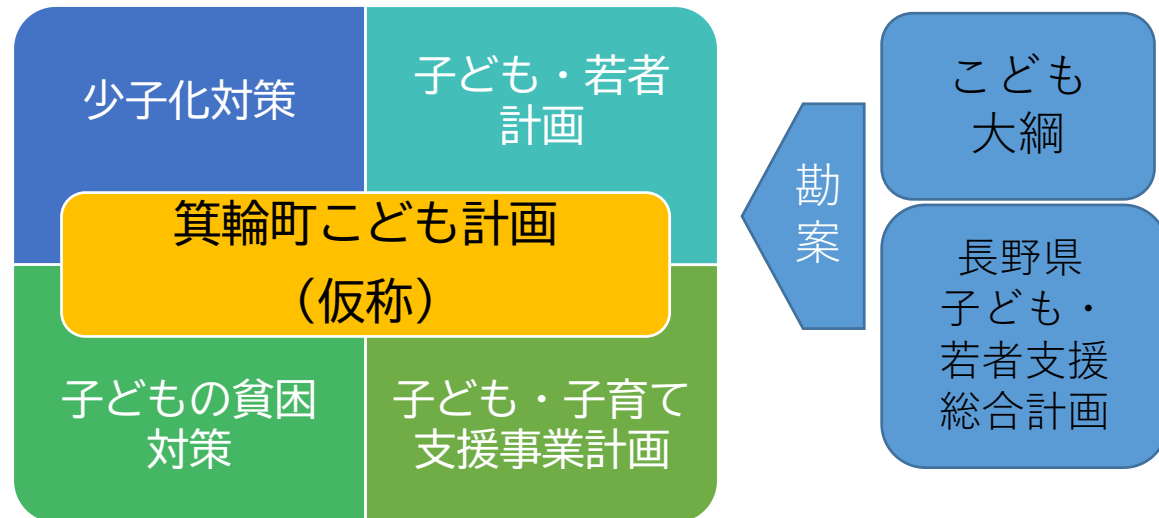 少子化対策
子ども・若者
計画
箕輪町こども計画
（仮称）
子どもの貧困
対策
子ども・子育て
支援事業計画
勘
案
こども
大綱
長野県
子ども・
若者支援
総合計画